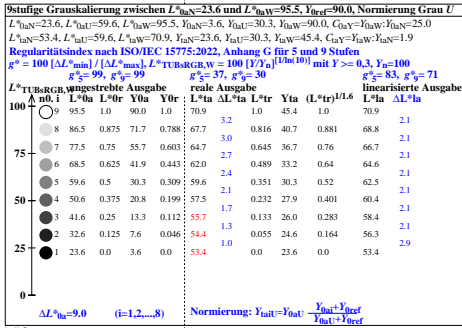 9stufige Grauskalierung zwischen L*0aN=23.6 und L*0aW=95.5, Y0ref=90.0, Normierung Grau U
L*0aN=23.6, L*0aU=59.6, L*0aW=95.5, Y0aN=3.6, Y0aU=30.3, Y0aW=90.0, C0aY=Y0aW:Y0aN=25.0
L*taN=53.4, L*taU=59.6, L*taW=70.9, YtaN=23.6, YtaU=30.3, YtaW=45.4, CtaY=YtaW:YtaN=1.9
Regularitätsindex nach ISO/IEC 15775:2022, Anhang G für 5 und 9 Stufen
g* = 100 [ΔL*min] / [ΔL*max], L*TUBsRGB,W = 100 [Y/Yn]^[1/ln(10)] mit Y >= 0.3, Yn=100
g*5= 99, g*9= 99 g*5= 37, g*9= 30 g*5= 83, g*9= 71
L*TUBsRGB,W angestrebte Ausgabe reale Ausgabe linearisierte Ausgabe
n0. i L*0a L*0r Y0a Y0r L*ta ΔL*ta L*tr Yta (L*tr)^1/1.6 L*la ΔL*la
100 9 95.5 1.0 90.0 1.0 70.9 1.0 45.4 1.0 70.9
3.2 2.1
8 86.5 0.875 71.7 0.788 67.7 0.816 40.7 0.881 68.8
3.0 2.1
75 7 77.5 0.75 55.7 0.603 64.7 0.645 36.7 0.76 66.7
2.7 2.1
6 68.5 0.625 41.9 0.443 62.0 0.489 33.2 0.64 64.6
2.4 2.1
5 59.6 0.5 30.3 0.309 59.6 0.351 30.3 0.52 62.5
2.1 2.1
50 4 50.6 0.375 20.8 0.199 57.5 0.232 27.9 0.401 60.4
1.7 2.1
3 41.6 0.25 13.3 0.112 55.7 0.133 26.0 0.283 58.4
1.3 2.1
2 32.6 0.125 7.6 0.046 54.4 0.055 24.6 0.164 56.3
1.0 2.9
25 1 23.6 0.0 3.6 0.0 53.4 0.0 23.6 0.0 53.4
0 ΔL*0a=9.0 (i=1,2,...,8) Normierung: YtaiU=Y0aU (Y0ai+Y0ref)/(Y0aU+Y0ref)